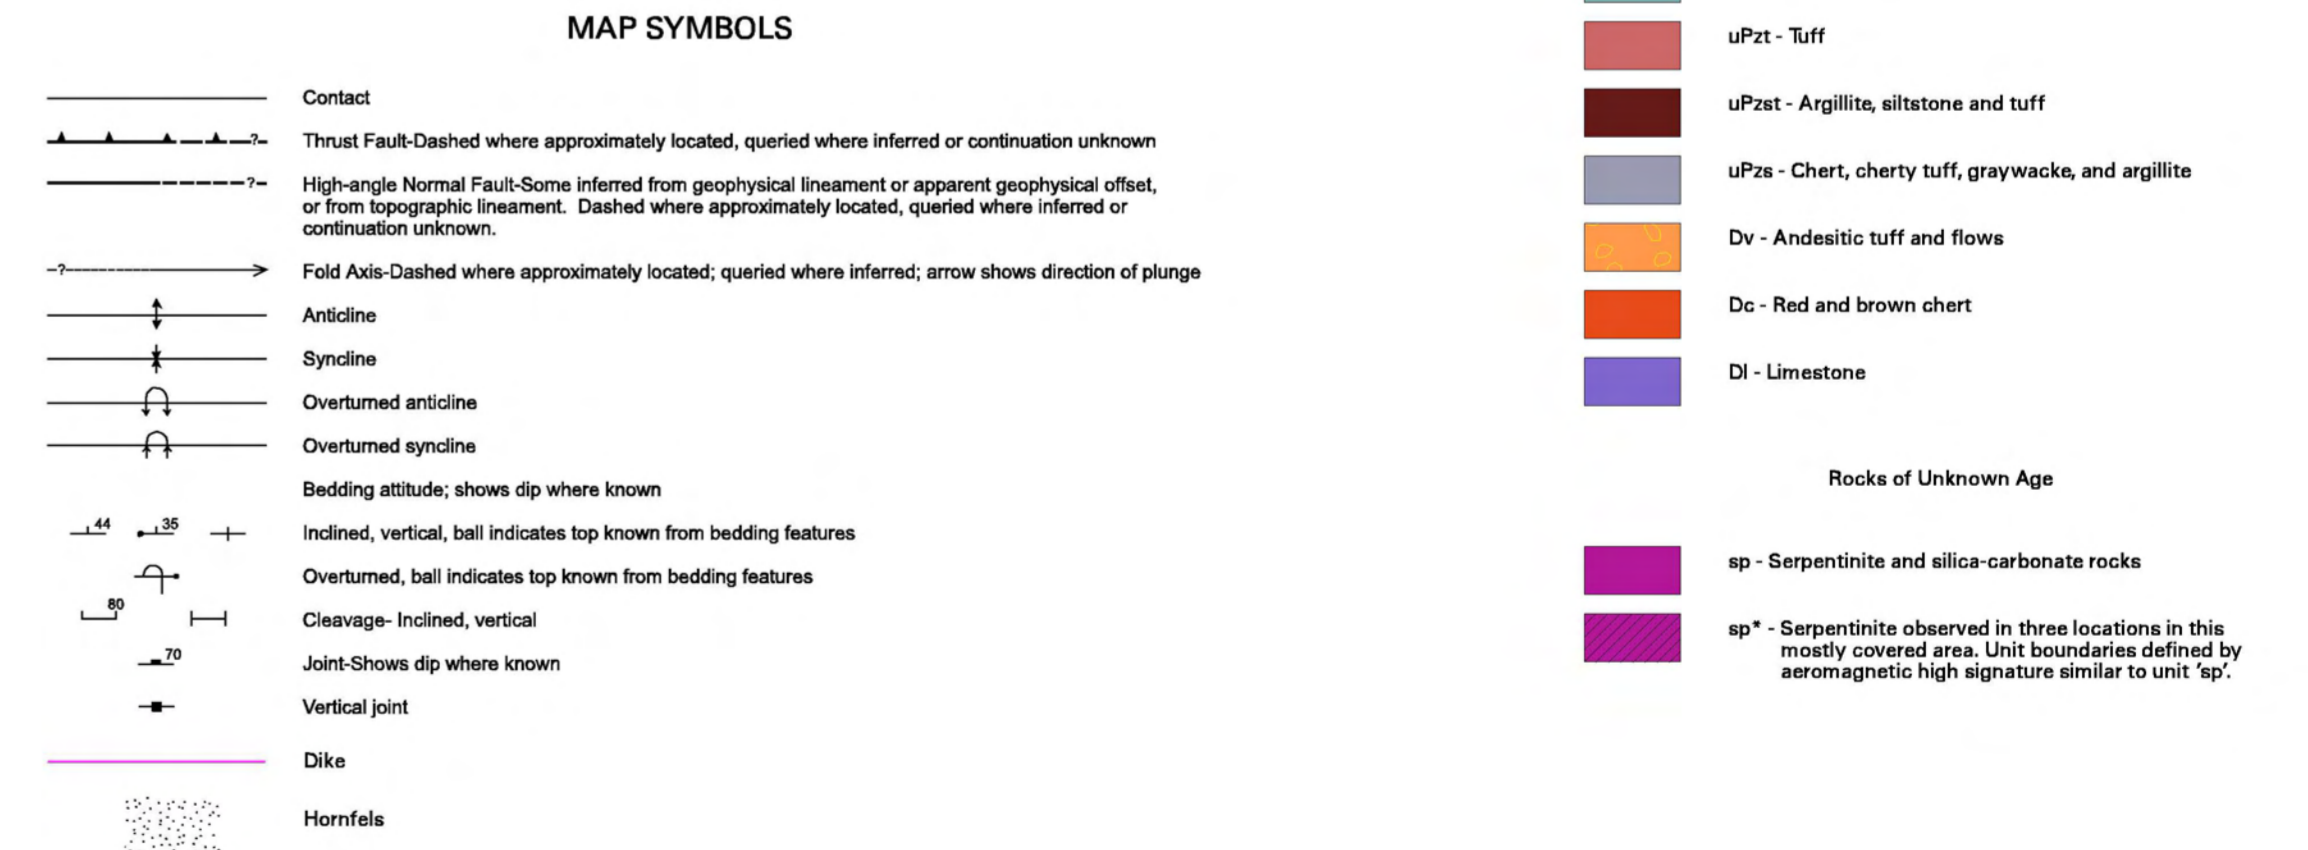 MAP SYMBOLS
Contact
?
Thrust Fault-Dashed where approximately located, queried where inferred or continuation unknown
?
High-angle Normal Fault-Some inferred from geophysical lineament or apparent geophysical offset,
or from topographic lineament.  Dashed where approximately located, queried where inferred or
continuation unknown.
?
Fold Axis-Dashed where approximately located; queried where inferred; arrow shows direction of plunge
Anticline
Syncline
Overturned anticline
Overturned syncline
Bedding attitude; shows dip where known
44 35
Inclined, vertical, ball indicates top known from bedding features
Overturned, ball indicates top known from bedding features
80
Cleavage- Inclined, vertical
70
Joint-Shows dip where known
Vertical joint
Dike
Hornfels
uPzt - Tuff
uPzst - Argillite, siltstone and tuff
uPzs - Chert, cherty tuff, graywacke, and argillite
Dv - Andesitic tuff and flows
Dc - Red and brown chert
Dl - Limestone
Rocks of Unknown Age
sp - Serpentinite and silica-carbonate rocks
sp* - Serpentinite observed in three locations in this
mostly covered area. Unit boundaries defined by
aeromagnetic high signature similar to unit 'sp'.